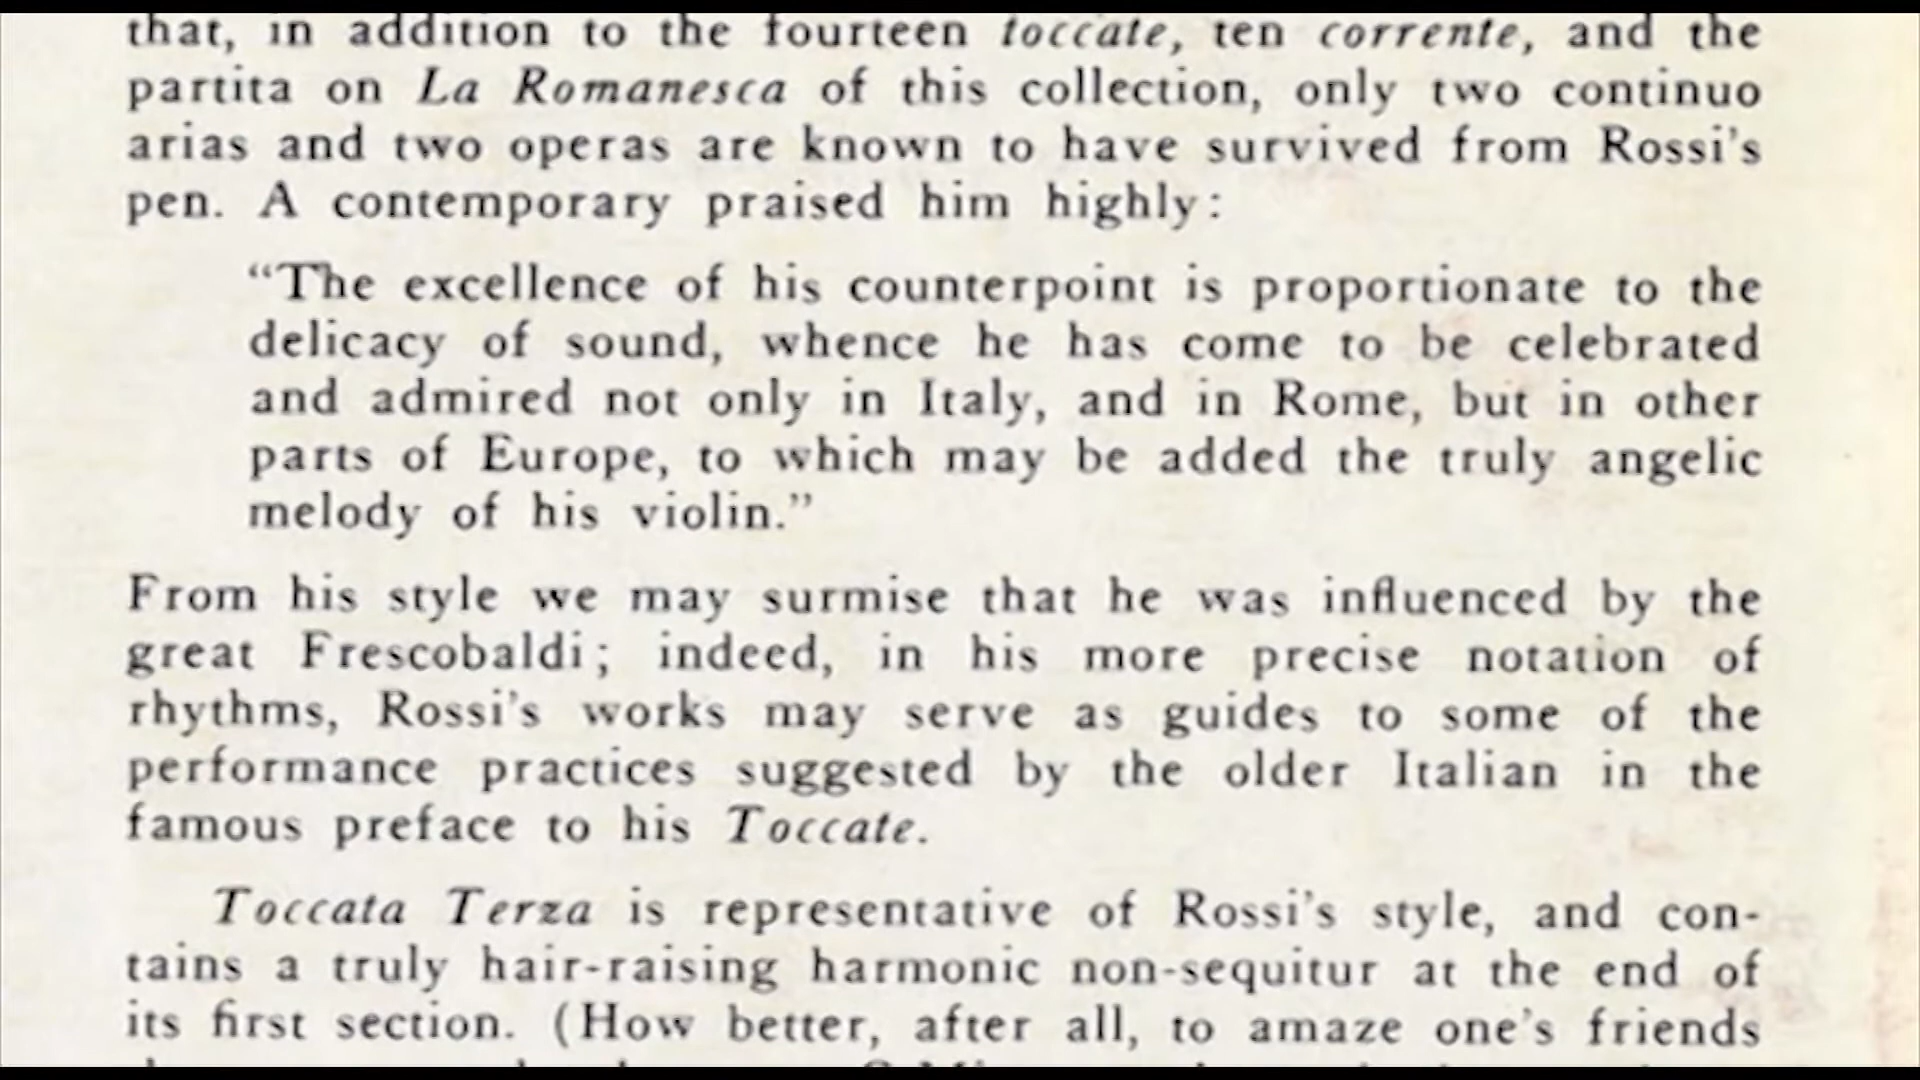 that, in addition to the fourteen toccate, ten corrente, and the
partita on La Romanesca of this collection, only two continuo
arias and two operas are known to have survived from Rossi's
pen. A contemporary praised him highly:
“The excellence of his counterpoint is proportionate to the
delicacy of sound, whence he has come to be celebrated
and admired not only in Italy, and in Rome, but in other
parts of Europe, to which may be added the truly angelic
melody of his violin.”
From his style we may surmise that he was influenced by the
great Frescobaldi; indeed, in his more precise notation of
rhythms, Rossi's works may serve as guides to some of the
performance practices suggested by the older Italian in the
famous preface to his Toccate.
Toccata Terza is representative of Rossi's style, and con-
tains a truly hair-raising harmonic non-sequitur at the end of
its first section. (How better, after all, to amaze one's friends